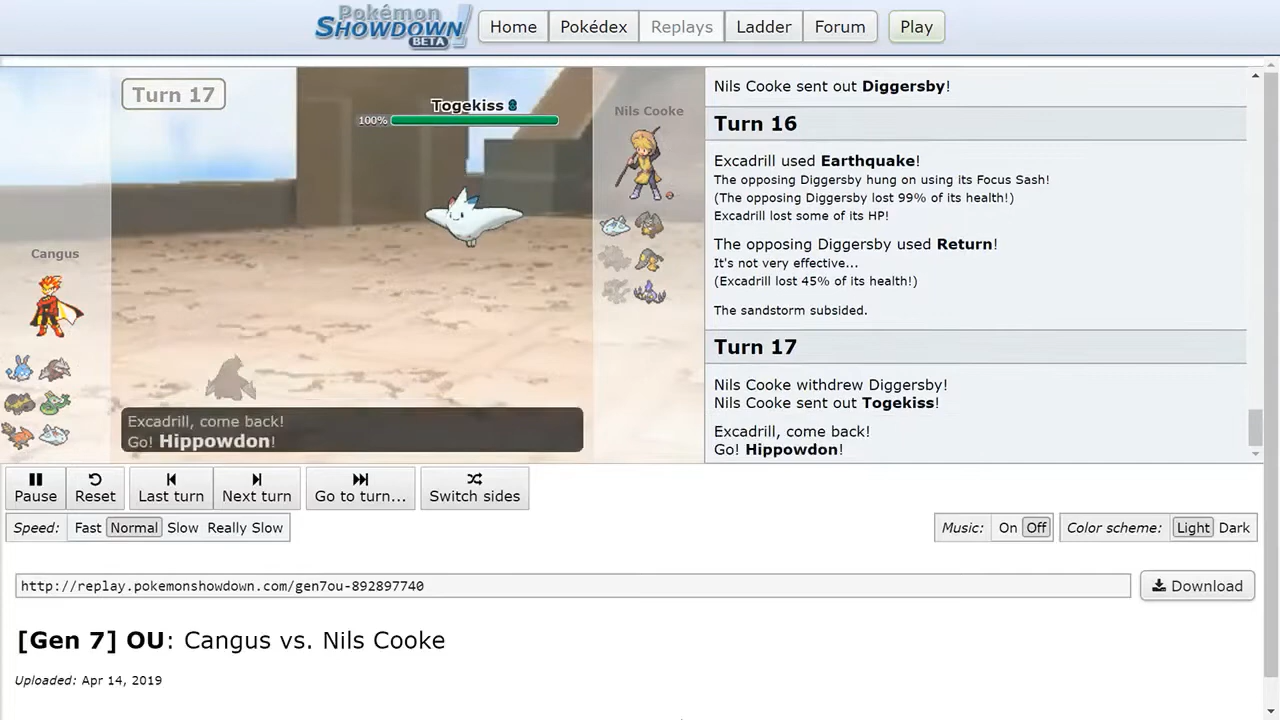 Pokémon
SHOWDOWN!
BETA
Home
Pokédex
Replays
Ladder
Forum
Play
Turn 17
Togekiss
100%
Nils Cooke
Cangus
Excadrill, come back!
Go! Hippowdon!
Nils Cooke sent out Diggersby!
Turn 16
Excadrill used Earthquake!
The opposing Diggersby hung on using its Focus Sash!
(The opposing Diggersby lost 99% of its health!)
Excadrill lost some of its HP!
The opposing Diggersby used Return!
It's not very effective...
(Excadrill lost 45% of its health!)
The sandstorm subsided.
Turn 17
Nils Cooke withdrew Diggersby!
Nils Cooke sent out Togekiss!
Excadrill, come back!
Go! Hippowdon!
Pause
Reset
Last turn
Next turn
Go to turn...
Switch sides
Speed: Fast Normal Slow Really Slow
Music: On Off
Color scheme: Light Dark
http://replay.pokemonshowdown.com/gen7ou-892897740
Download
[Gen 7] OU: Cangus vs. Nils Cooke
Uploaded: Apr 14, 2019